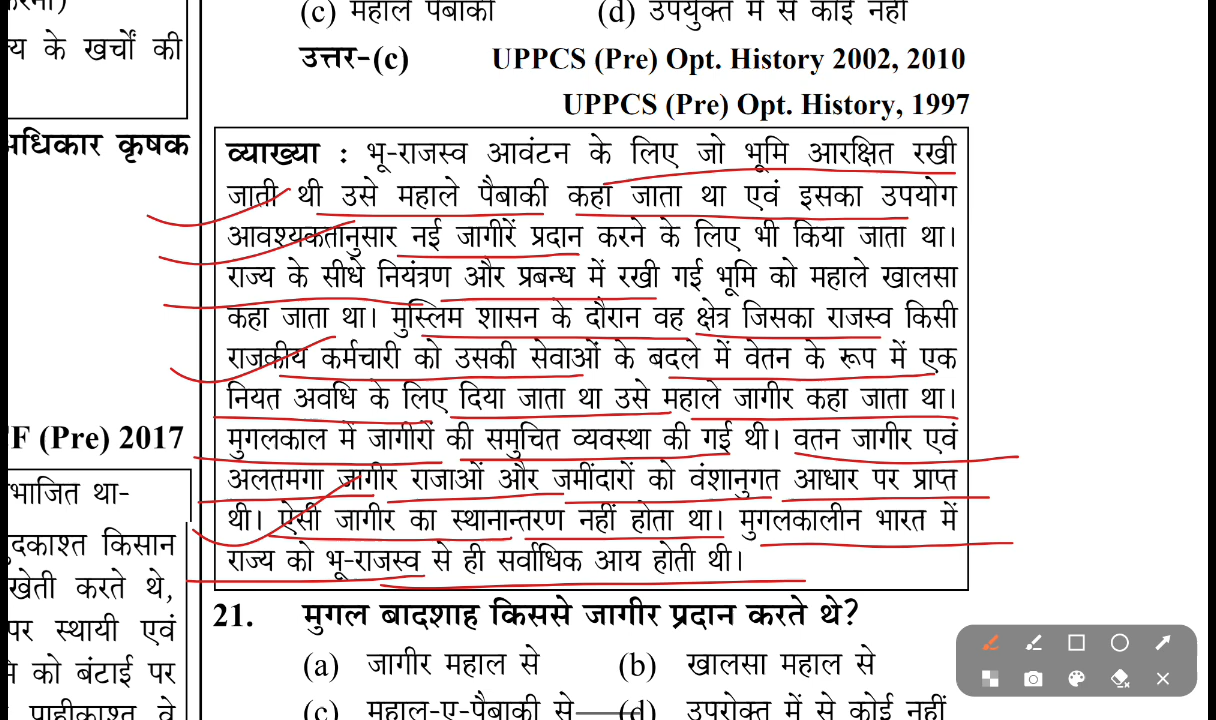 य के खर्चों की
अधिकार कृषक
F (Pre) 2017
भाजित था-
दकाश्त किसान
खेती करते थे,
पर स्थायी एवं
को बंटाई पर
पाहीकाश्त वे
(c) महाले पैबाकी (d) उपर्युक्त में से कोई नहीं
उत्तर–(c) UPPCS (Pre) Opt. History 2002, 2010
UPPCS (Pre) Opt. History, 1997
व्याख्या : भू-राजस्व आवंटन के लिए जो भूमि आरक्षित रखी
जाती थी उसे महाले पैबाकी कहा जाता था एवं इसका उपयोग
आवश्यकतानुसार नई जागीरें प्रदान करने के लिए भी किया जाता था।
राज्य के सीधे नियंत्रण और प्रबन्ध में रखी गई भूमि को महाले खालसा
कहा जाता था। मुस्लिम शासन के दौरान वह क्षेत्र जिसका राजस्व किसी
राजकीय कर्मचारी को उसकी सेवाओं के बदले में वेतन के रूप में एक
नियत अवधि के लिए दिया जाता था उसे महाले जागीर कहा जाता था।
मुगलकाल में जागीरों की समुचित व्यवस्था की गई थी। वतन जागीर एवं
अलतमगा जागीर राजाओं और जमींदारों को वंशानुगत आधार पर प्राप्त
थी। ऐसी जागीर का स्थानान्तरण नहीं होता था। मुगलकालीन भारत में
राज्य को भू-राजस्व से ही सर्वाधिक आय होती थी।
21. मुगल बादशाह किससे जागीर प्रदान करते थे?
(a) जागीर महाल से (b) खालसा महाल से
(c) महाल-ए-पैबाकी से (d) उपरोक्त में से कोई नहीं